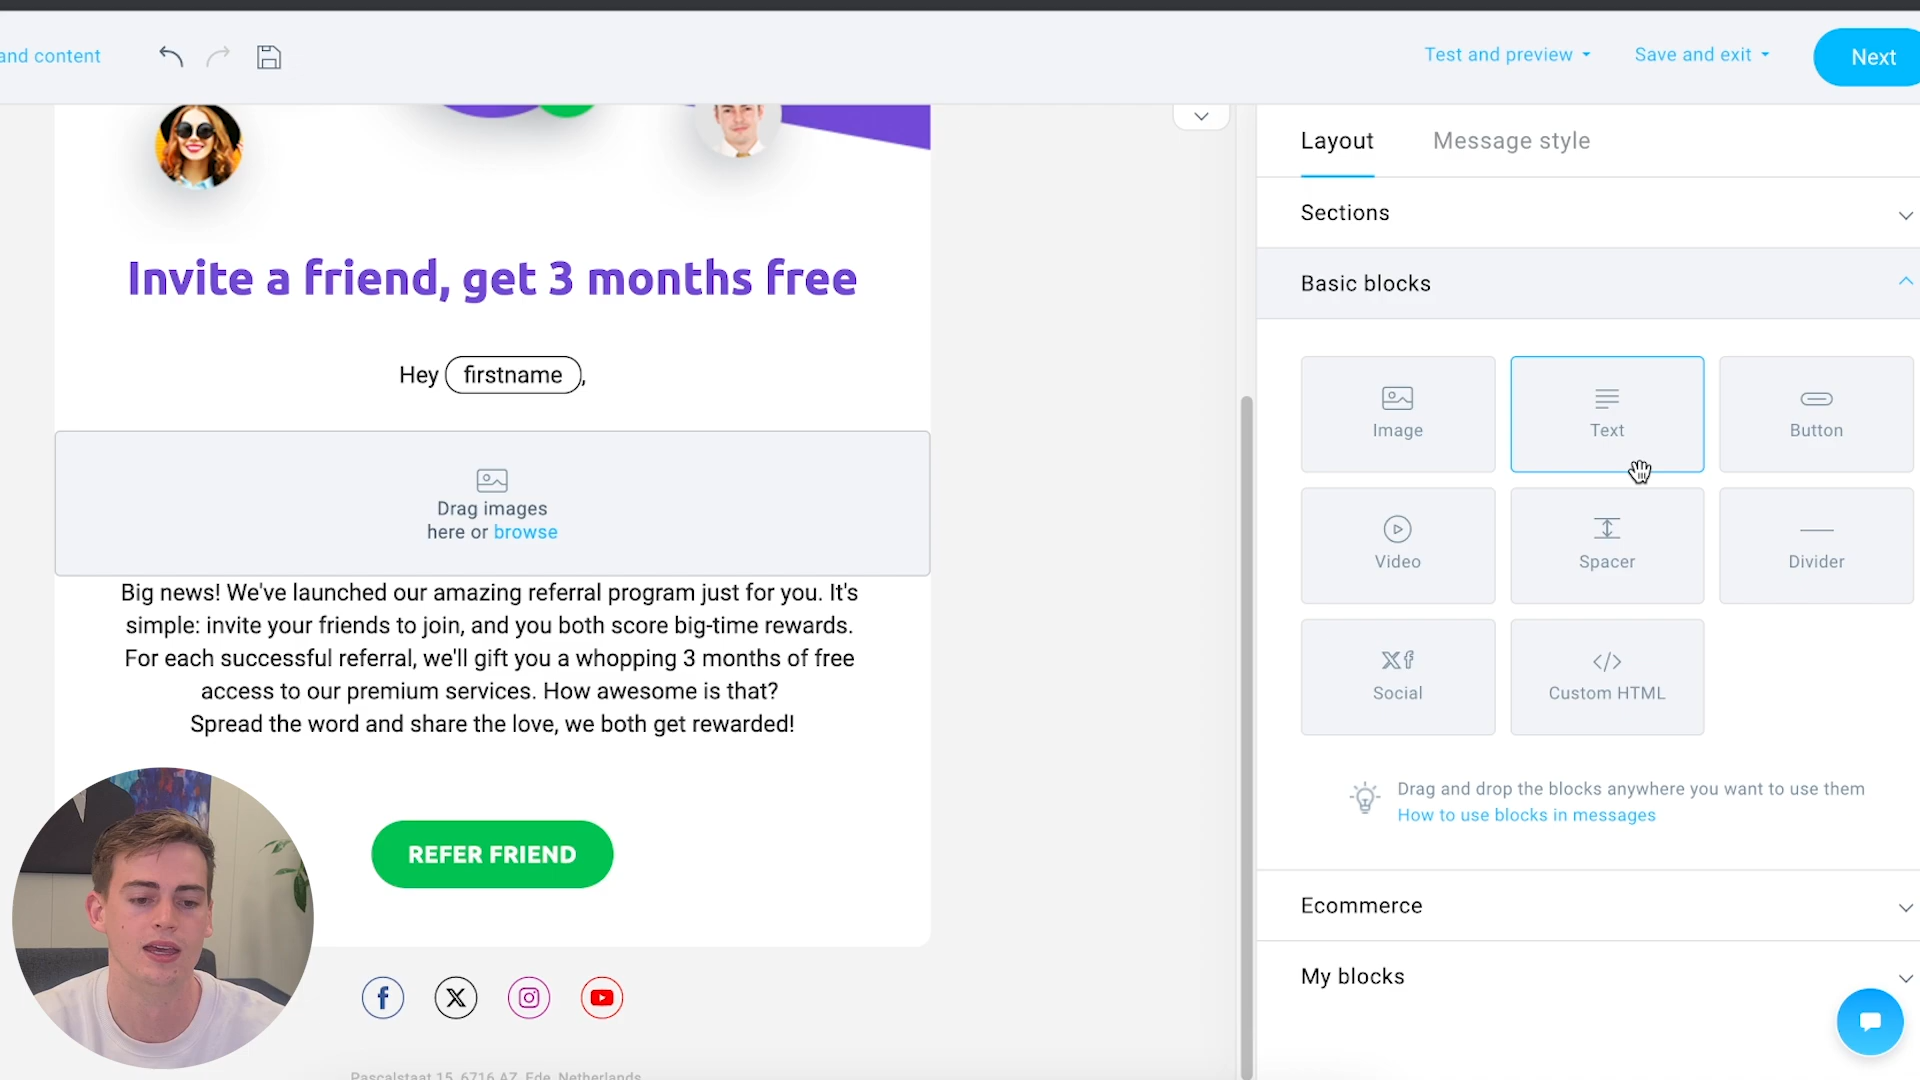 and content
Test and preview
Save and exit
Next
Invite a friend, get 3 months free
Hey firstname,
Drag images
here or browse
Big news! We've launched our amazing referral program just for you. It's
simple: invite your friends to join, and you both score big-time rewards.
For each successful referral, we'll gift you a whopping 3 months of free
access to our premium services. How awesome is that?
Spread the word and share the love, we both get rewarded!
REFER FRIEND
Pascalstaat 15, 6716 AZ, Ede, Netherlands
Layout
Message style
Sections
Basic blocks
Image
Text
Button
Video
Spacer
Divider
Social
Custom HTML
Drag and drop the blocks anywhere you want to use them
How to use blocks in messages
Ecommerce
My blocks